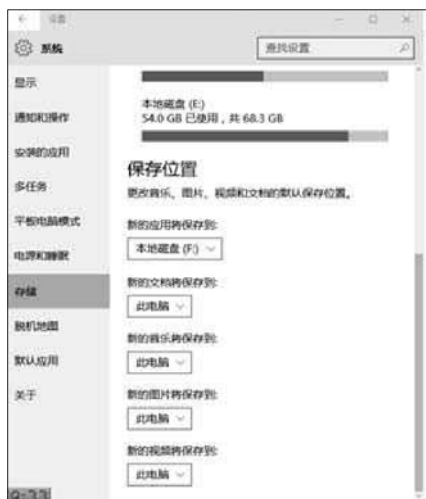 设置
系统
查找设置
显示
通知和操作
安装的应用
多任务
平板电脑模式
电源和睡眠
存储
脱机地图
默认应用
关于
本地磁盘 (E:)
54.0 GB 已使用，共 68.3 GB
保存位置
更改音乐、图片、视频和文档的默认保存位置。
新的应用将保存到:
本地磁盘 (F:)
新的文档将保存到:
此电脑
新的音乐将保存到:
此电脑
新的图片将保存到:
此电脑
新的视频将保存到:
此电脑